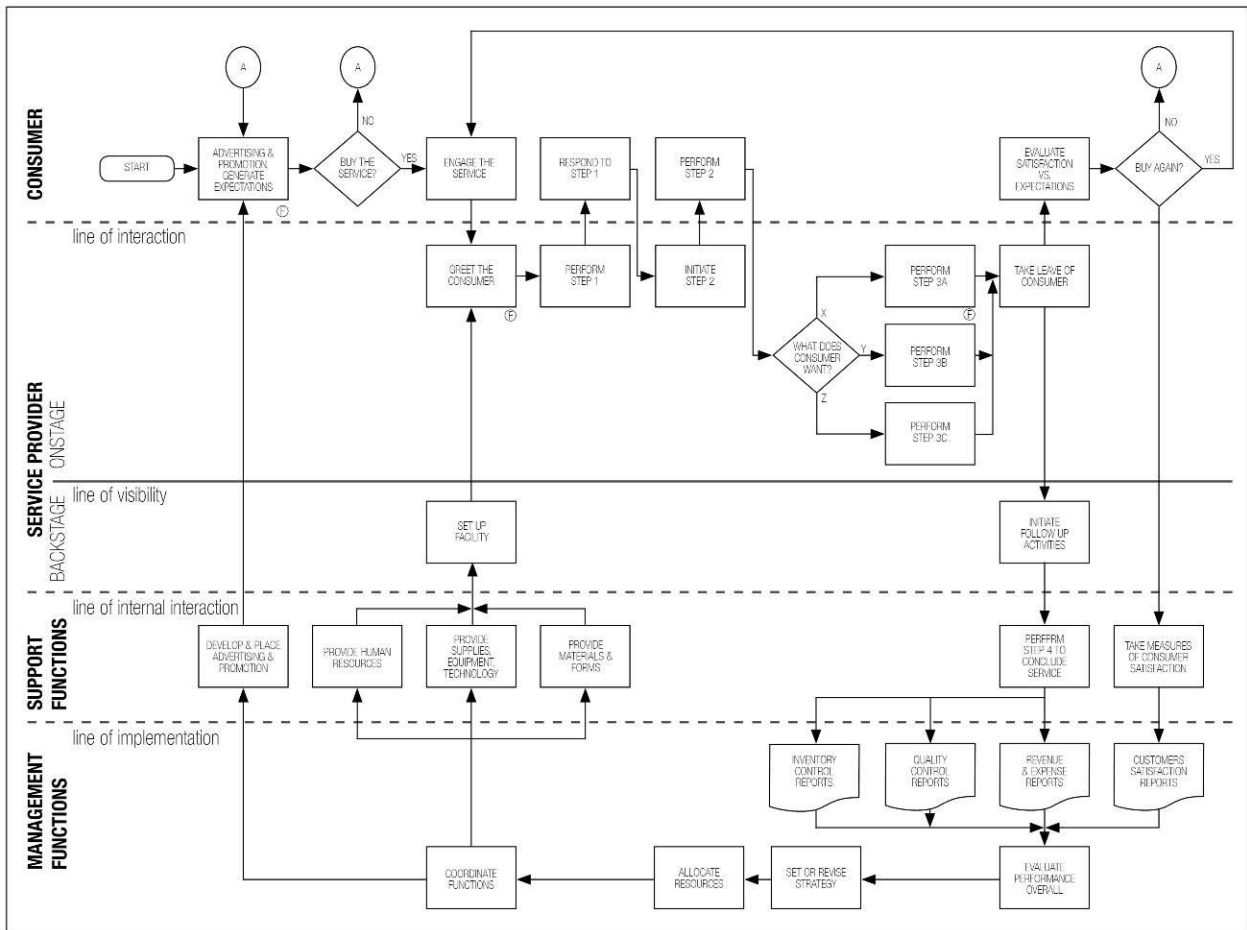 CONSUMER
A
A
A
NO
NO
START
ADVERTISING &
PROMOTION,
GENERATE
EXPECTATIONS
Ⓕ
BUY THE
SERVICE?
YES
ENGAGE THE
SERVICE
RESPOND TO
STEP 1
PERFORM
STEP 2
EVALUATE
SATISFACTION
VS.
EXPECTATIONS
BUY AGAIN?
YES
line of interaction
SERVICE PROVIDER
ONSTAGE
GREET THE
CONSUMER
Ⓕ
PERFORM
STEP 1
INITIATE
STEP 2
WHAT DOES
CONSUMER
WANT?
X
Y
Z
PERFORM
STEP 3A
Ⓕ
PERFORM
STEP 3B
PERFORM
STEP 3C
TAKE LEAVE OF
CONSUMER
line of visibility
BACKSTAGE
SET UP
FACILITY
INITIATE
FOLLOW UP
ACTIVITIES
line of internal interaction
SUPPORT
FUNCTIONS
DEVELOP & PLACE
ADVERTISING &
PROMOTION
PROVIDE HUMAN
RESOURCES
PROVIDE
SUPPLIES,
EQUIPMENT,
TECHNOLOGY
PROVIDE
MATERIALS &
FORMS
PERFPRM
STEP 4 TO
CONCLUDE
SERVICE
TAKE MEASURES
OF CONSUMER
SATISFACTION
line of implementation
MANAGEMENT
FUNCTIONS
INVENTORY
CONTROL
REPORTS
QUALITY
CONTROL
REPORTS
REVENUE
& EXPENSE
REPORTS
CUSTOMERS
SATISFACTION
REPORTS
COORDINATE
FUNCTIONS
ALLOCATE
RESOURCES
SET OR REVISE
STRATEGY
EVALUATE
PERFORMANCE
OVERALL